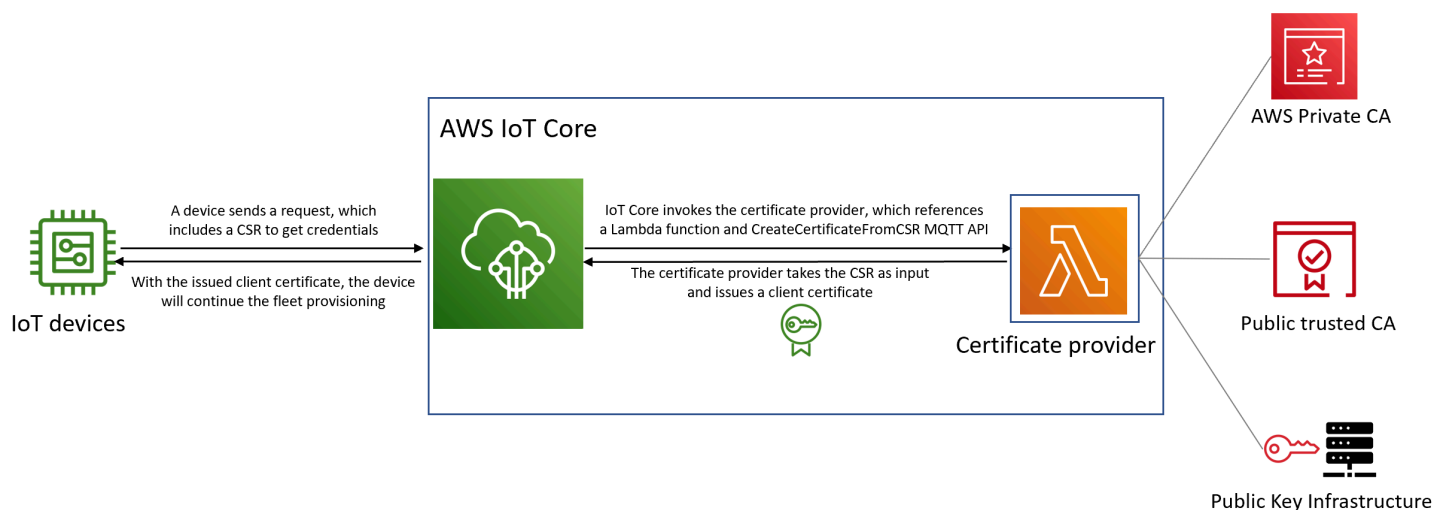 AWS Private CA
AWS IoT Core
A device sends a request, which
includes a CSR to get credentials
IoT Core invokes the certificate provider, which references
a Lambda function and CreateCertificateFromCSR MQTT API
With the issued client certificate, the device
will continue the fleet provisioning
The certificate provider takes the CSR as input
and issues a client certificate
IoT devices
Certificate provider
Public trusted CA
Public Key Infrastructure